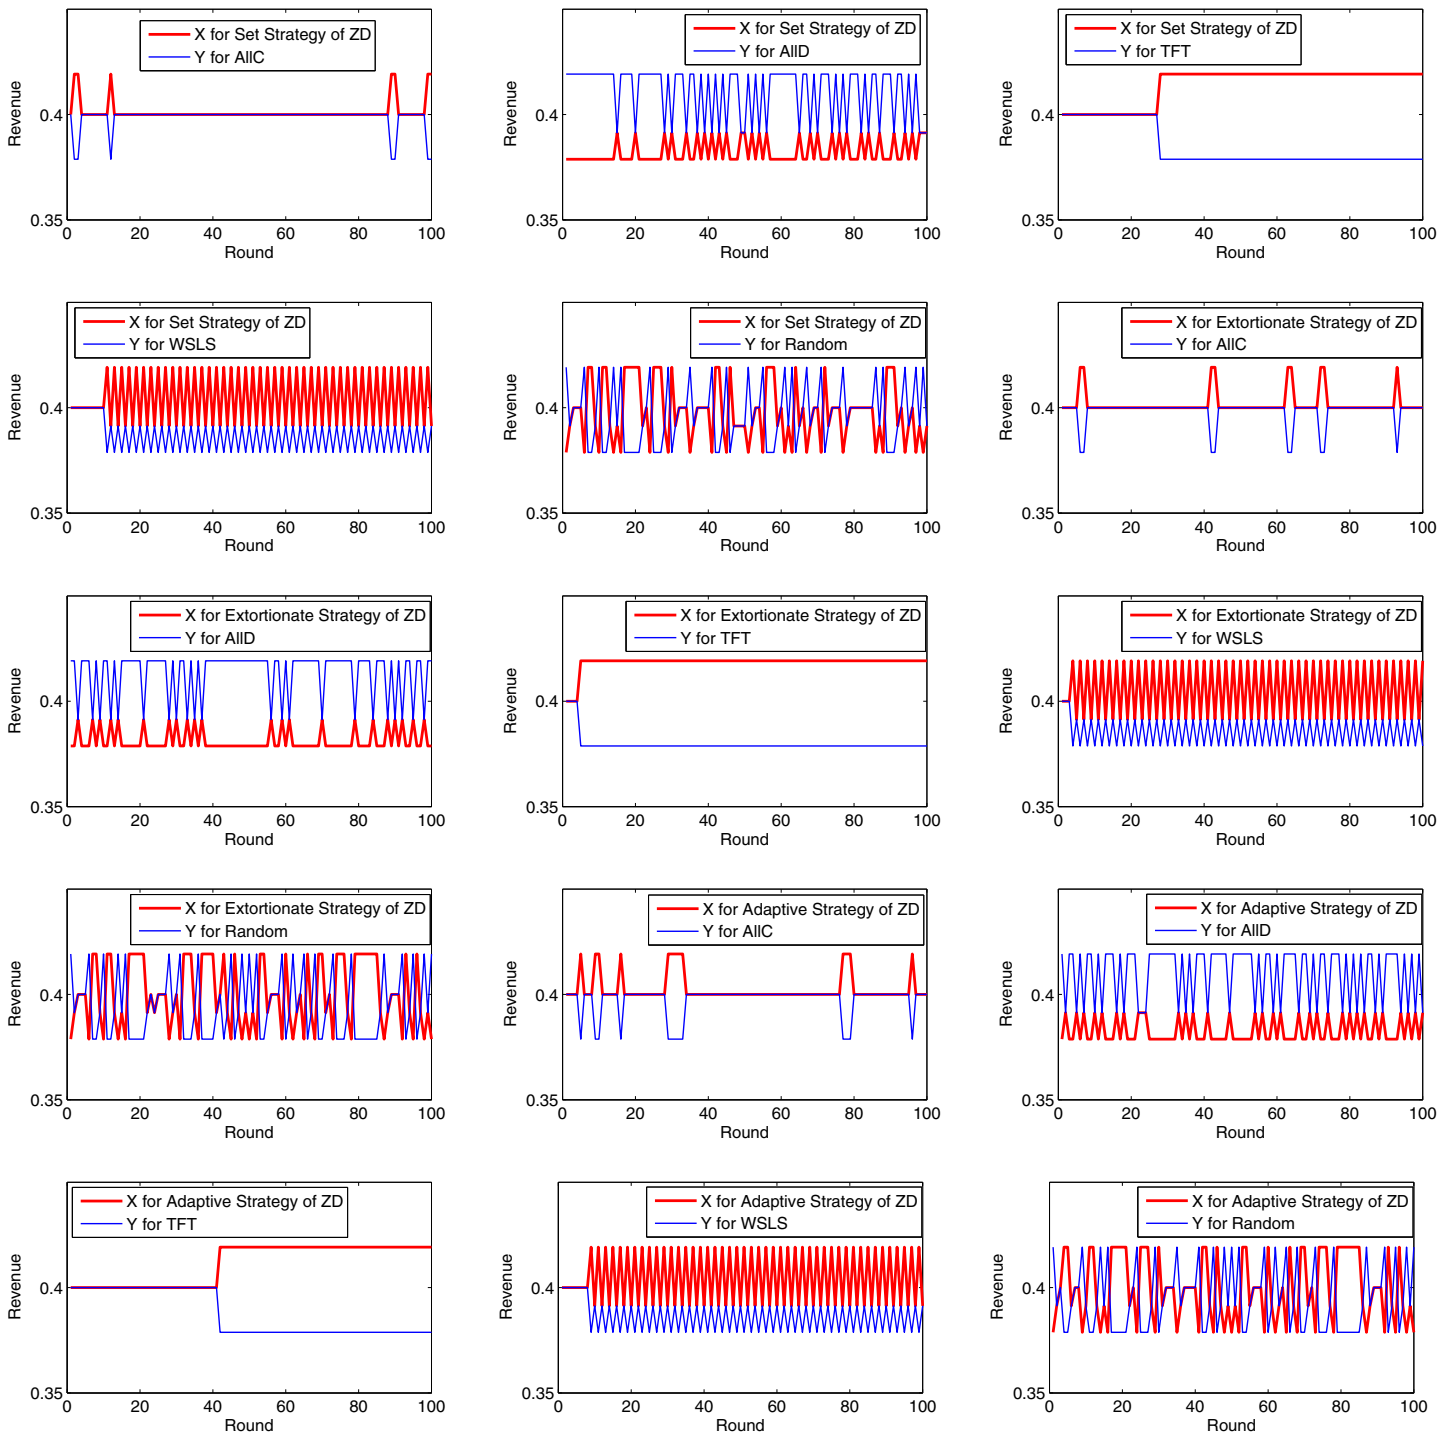 X for Set Strategy of ZD
Y for AllC
Revenue
0.4
0.35
0 20 40 60 80 100
Round
X for Set Strategy of ZD
Y for AllD
Revenue
0.4
0.35
0 20 40 60 80 100
Round
X for Set Strategy of ZD
Y for TFT
Revenue
0.4
0.35
0 20 40 60 80 100
Round
X for Set Strategy of ZD
Y for WSLS
Revenue
0.4
0.35
0 20 40 60 80 100
Round
X for Set Strategy of ZD
Y for Random
Revenue
0.4
0.35
0 20 40 60 80 100
Round
X for Extortionate Strategy of ZD
Y for AllC
Revenue
0.4
0.35
0 20 40 60 80 100
Round
X for Extortionate Strategy of ZD
Y for AllD
Revenue
0.4
0.35
0 20 40 60 80 100
Round
X for Extortionate Strategy of ZD
Y for TFT
Revenue
0.4
0.35
0 20 40 60 80 100
Round
X for Extortionate Strategy of ZD
Y for WSLS
Revenue
0.4
0.35
0 20 40 60 80 100
Round
X for Extortionate Strategy of ZD
Y for Random
Revenue
0.4
0.35
0 20 40 60 80 100
Round
X for Adaptive Strategy of ZD
Y for AllC
Revenue
0.4
0.35
0 20 40 60 80 100
Round
X for Adaptive Strategy of ZD
Y for AllD
Revenue
0.4
0.35
0 20 40 60 80 100
Round
X for Adaptive Strategy of ZD
Y for TFT
Revenue
0.4
0.35
0 20 40 60 80 100
Round
X for Adaptive Strategy of ZD
Y for WSLS
Revenue
0.4
0.35
0 20 40 60 80 100
Round
X for Adaptive Strategy of ZD
Y for Random
Revenue
0.4
0.35
0 20 40 60 80 100
Round